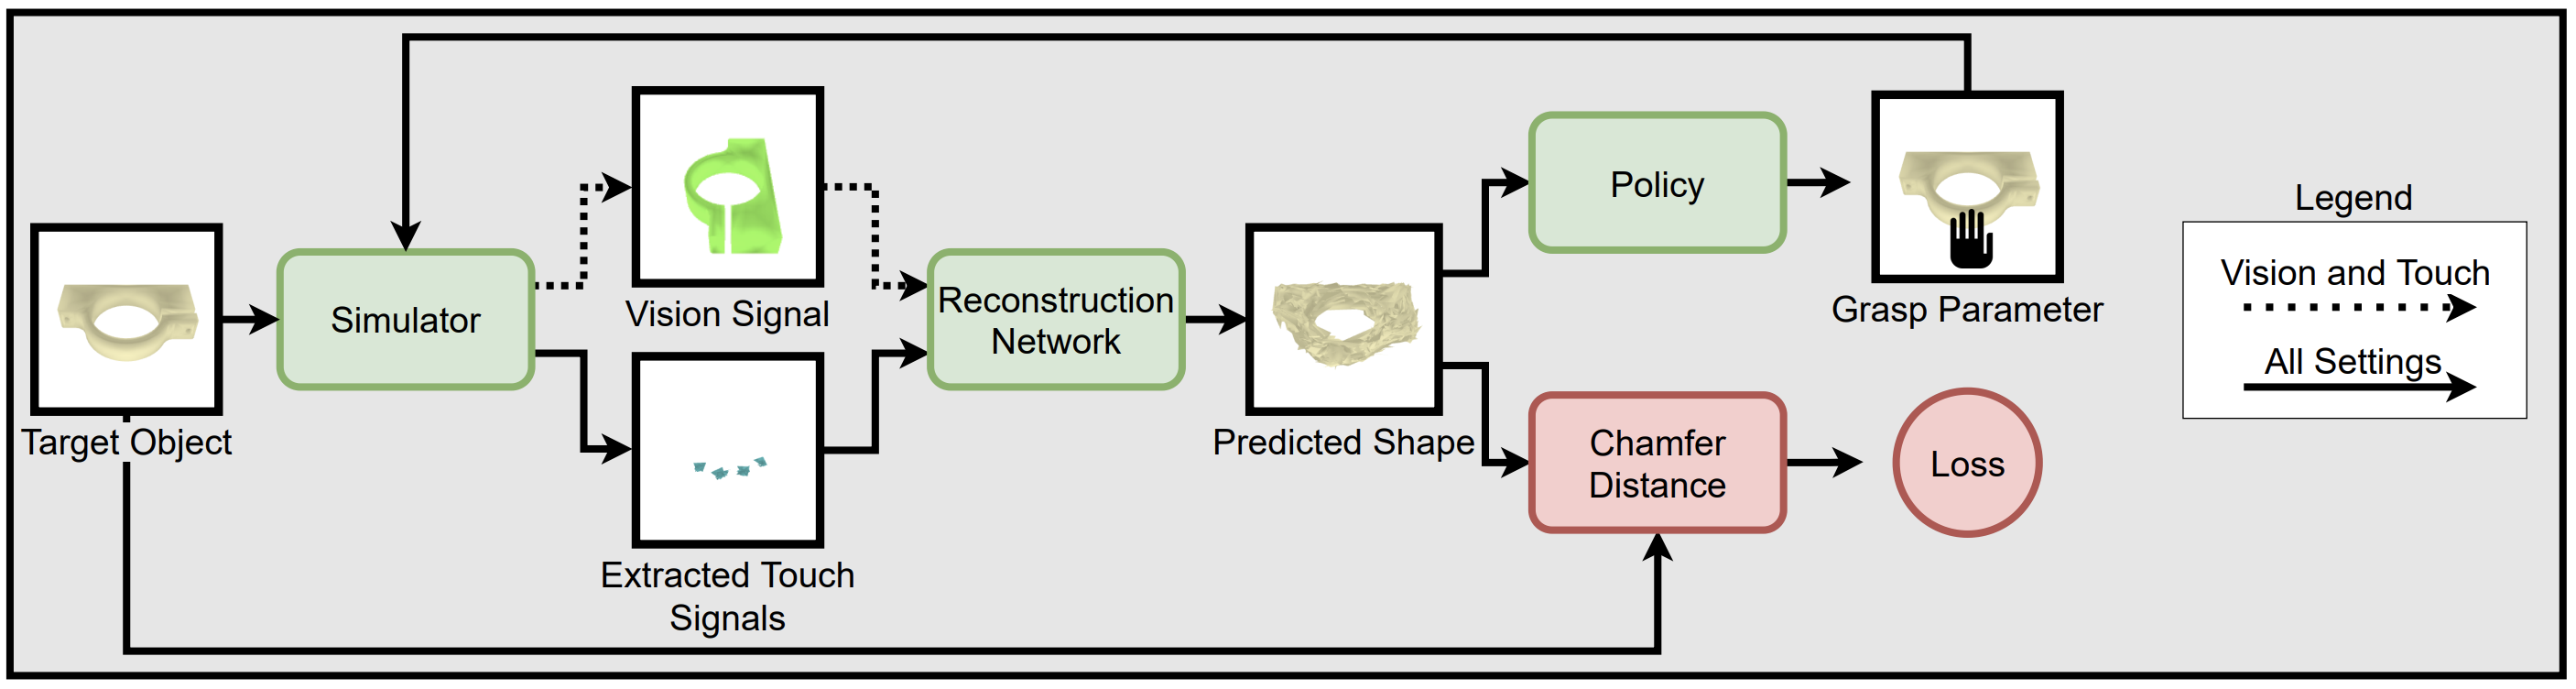 Target Object
Simulator
Vision Signal
Extracted Touch
Signals
Reconstruction
Network
Predicted Shape
Policy
Grasp Parameter
Chamfer
Distance
Loss
Legend
Vision and Touch
All Settings